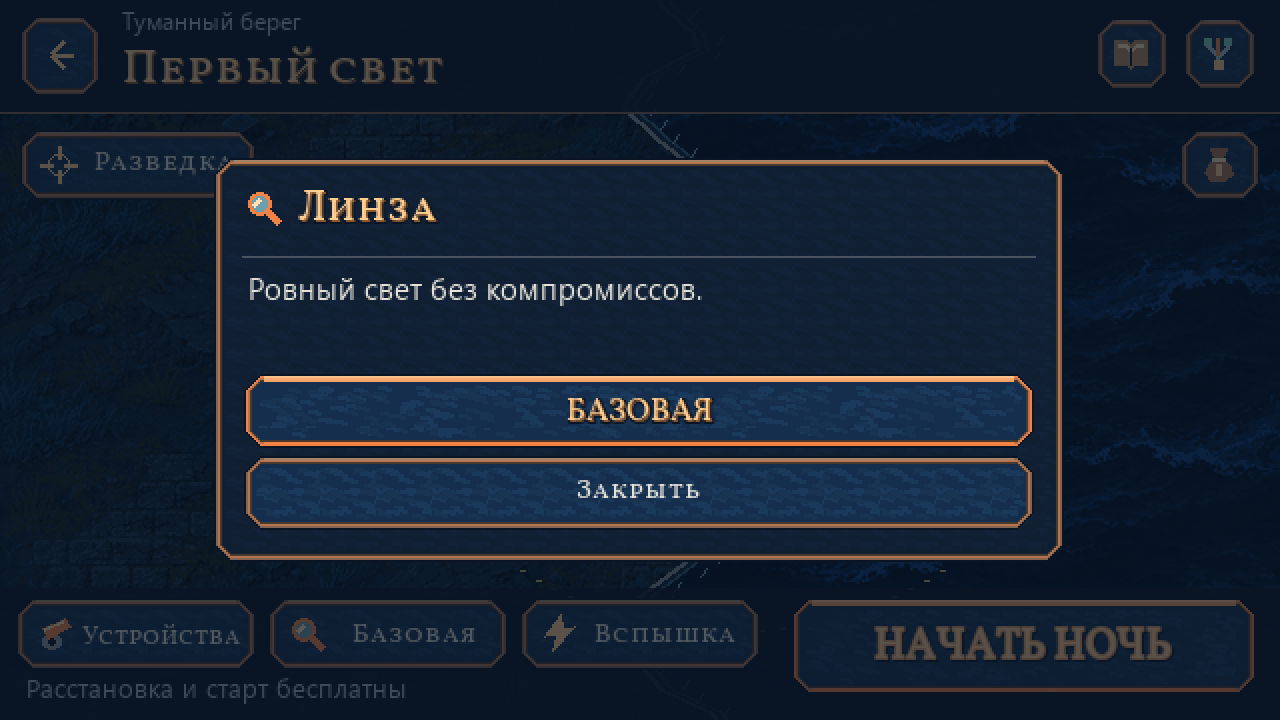 Туманный берег
Первый свет
Разведка
Линза
Ровный свет без компромиссов.
БАЗОВАЯ
Закрыть
Устройства
Базовая
Вспышка
НАЧАТЬ НОЧЬ
Расстановка и старт бесплатны